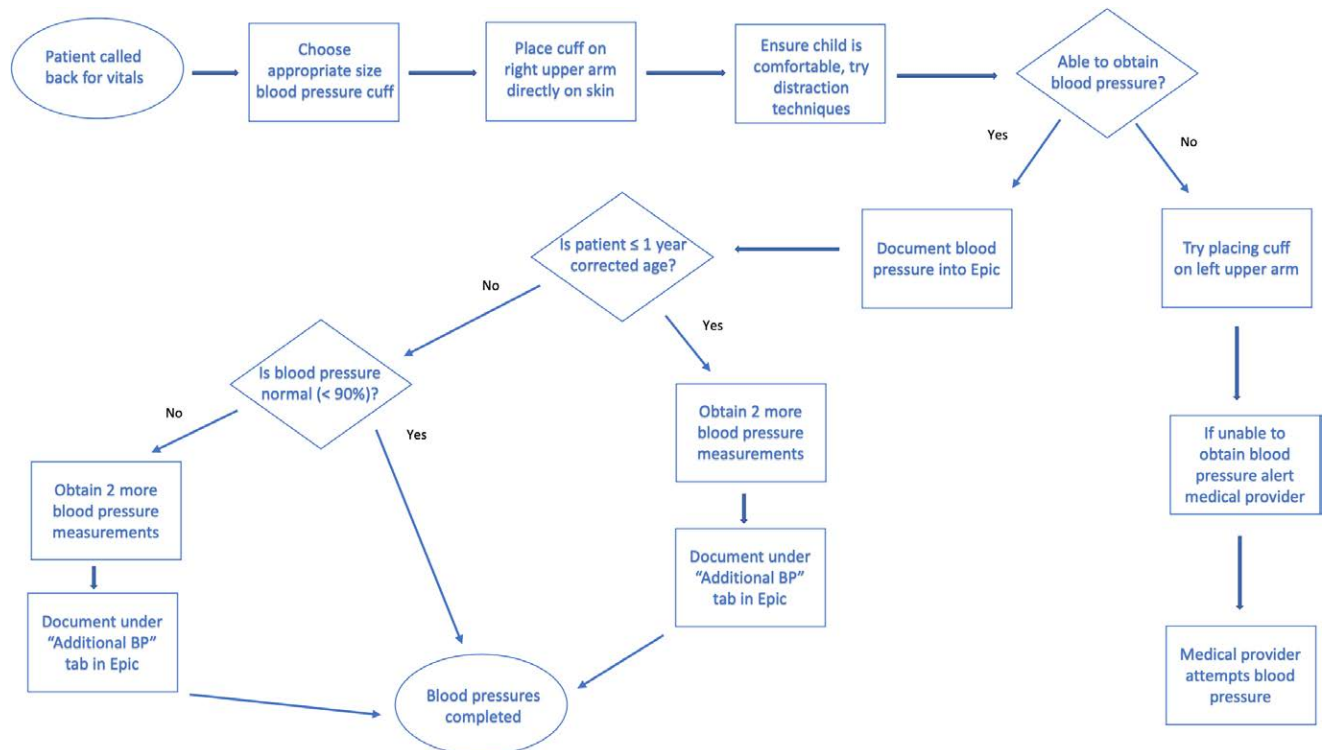 Patient called
back for vitals
Choose
appropriate size
blood pressure cuff
Place cuff on
right upper arm
directly on skin
Ensure child is
comfortable, try
distraction
techniques
Able to obtain
blood pressure?
Yes
No
Is patient ≤ 1 year
corrected age?
Document blood
pressure into Epic
Try placing cuff
on left upper arm
No
Yes
Is blood pressure
normal (< 90%)?
No
Yes
Obtain 2 more
blood pressure
measurements
If unable to
obtain blood
pressure alert
medical provider
Obtain 2 more
blood pressure
measurements
Document under
“Additional BP”
tab in Epic
Document under
“Additional BP”
tab in Epic
Blood pressures
completed
Medical provider
attempts blood
pressure